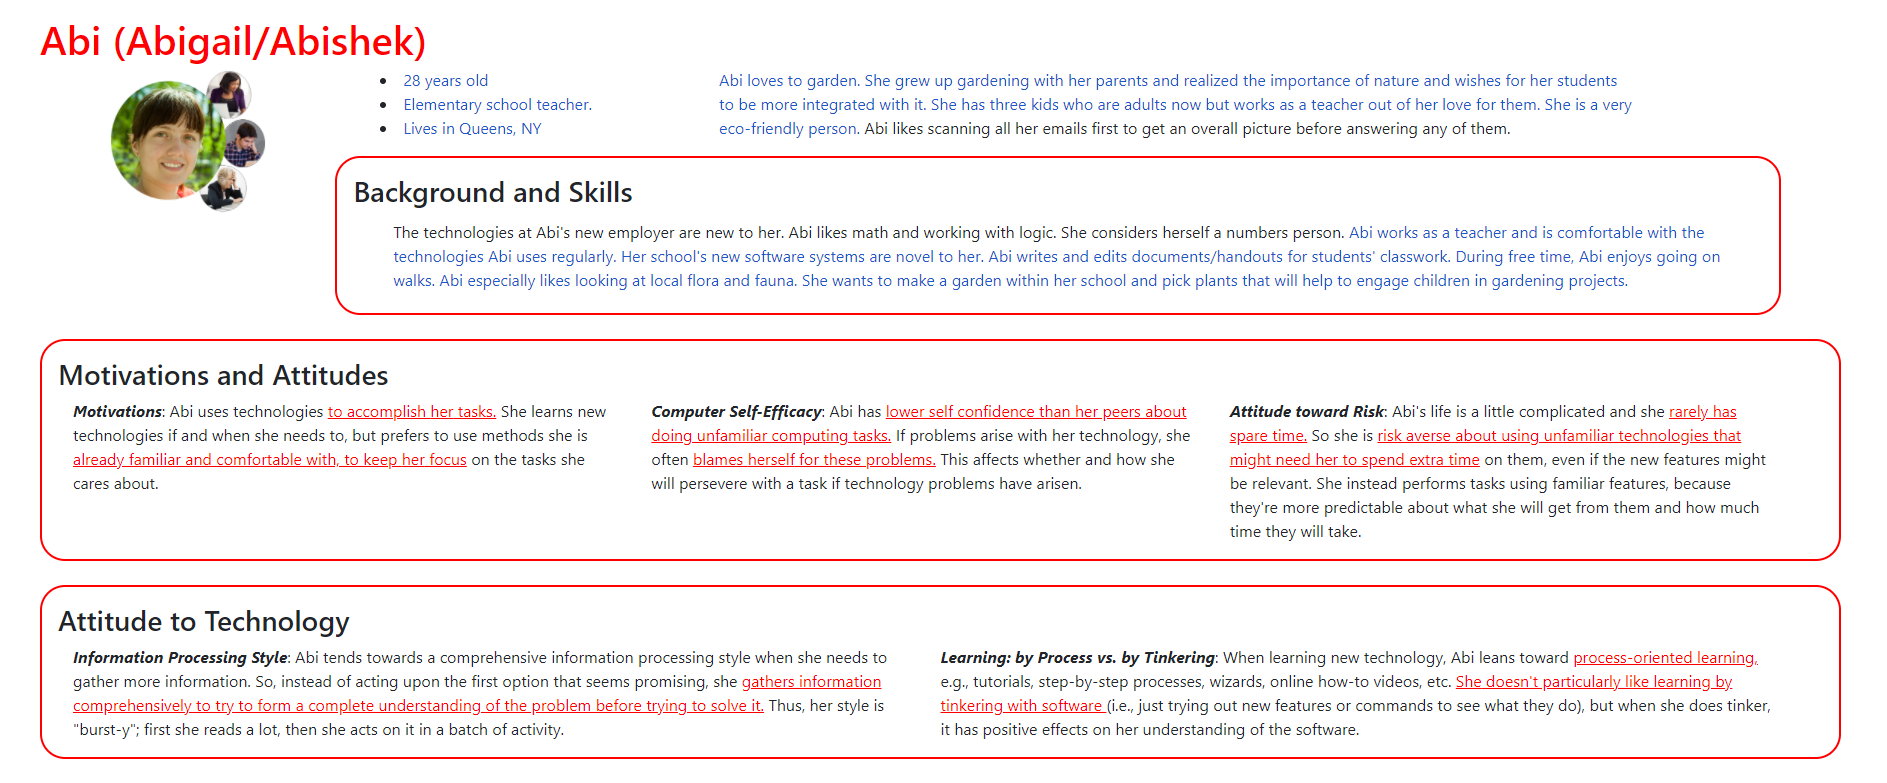 Abi (Abigail/Abishek)
28 years old
Elementary school teacher.
Lives in Queens, NY
Abi loves to garden. She grew up gardening with her parents and realized the importance of nature and wishes for her students
to be more integrated with it. She has three kids who are adults now but works as a teacher out of her love for them. She is a very
eco-friendly person. Abi likes scanning all her emails first to get an overall picture before answering any of them.
Background and Skills
The technologies at Abi's new employer are new to her. Abi likes math and working with logic. She considers herself a numbers person. Abi works as a teacher and is comfortable with the
technologies Abi uses regularly. Her school's new software systems are novel to her. Abi writes and edits documents/handouts for students' classwork. During free time, Abi enjoys going on
walks. Abi especially likes looking at local flora and fauna. She wants to make a garden within her school and pick plants that will help to engage children in gardening projects.
Motivations and Attitudes
Motivations: Abi uses technologies to accomplish her tasks. She learns new
technologies if and when she needs to, but prefers to use methods she is
already familiar and comfortable with, to keep her focus on the tasks she
cares about.
Computer Self-Efficacy: Abi has lower self confidence than her peers about
doing unfamiliar computing tasks. If problems arise with her technology, she
often blames herself for these problems. This affects whether and how she
will persevere with a task if technology problems have arisen.
Attitude toward Risk: Abi's life is a little complicated and she rarely has
spare time. So she is risk averse about using unfamiliar technologies that
might need her to spend extra time on them, even if the new features might
be relevant. She instead performs tasks using familiar features, because
they're more predictable about what she will get from them and how much
time they will take.
Attitude to Technology
Information Processing Style: Abi tends towards a comprehensive information processing style when she needs to
gather more information. So, instead of acting upon the first option that seems promising, she gathers information
comprehensively to try to form a complete understanding of the problem before trying to solve it. Thus, her style is
"burst-y"; first she reads a lot, then she acts on it in a batch of activity.
Learning: by Process vs. by Tinkering: When learning new technology, Abi leans toward process-oriented learning,
e.g., tutorials, step-by-step processes, wizards, online how-to videos, etc. She doesn't particularly like learning by
tinkering with software (i.e., just trying out new features or commands to see what they do), but when she does tinker,
it has positive effects on her understanding of the software.